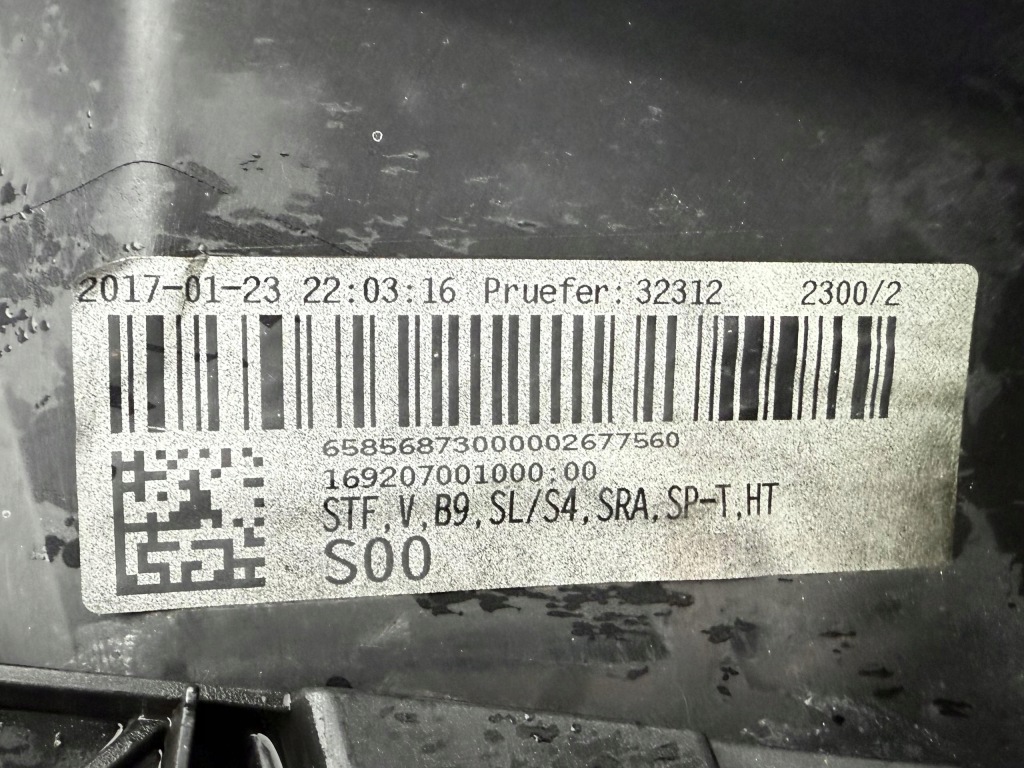 2017-01-23 22:03:16 Pruefer: 32312 2300/2
65856873000002677560
169207001000:00
STF,V,B9,SL/S4,SRA,SP-T,HT
S00